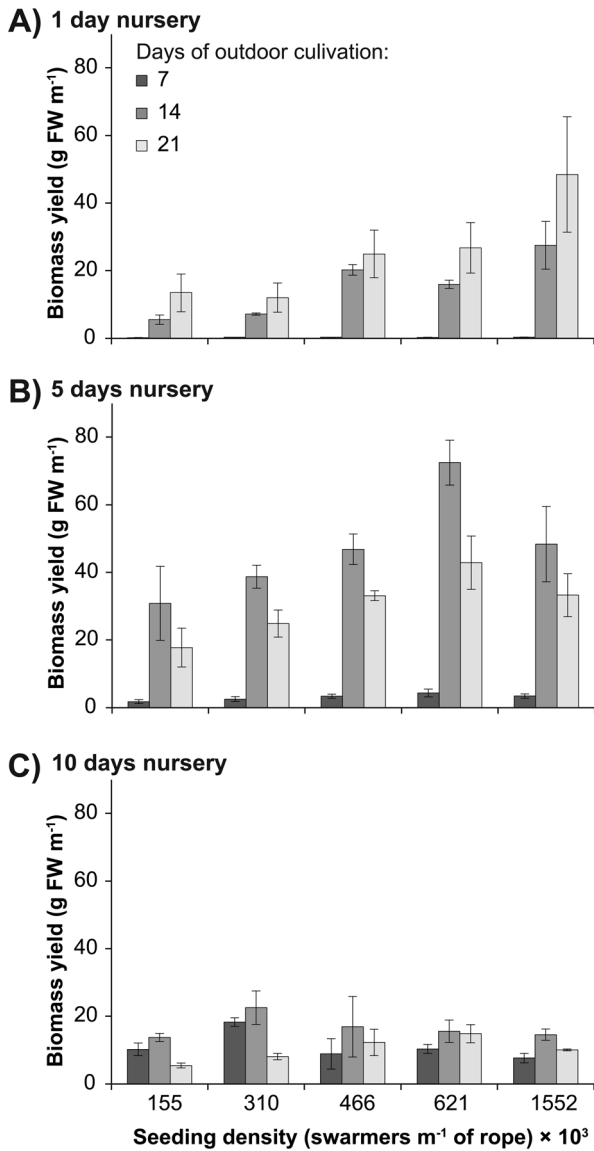 A) 1 day nursery
Days of outdoor culivation:
7
14
21
Biomass yield (g FW m⁻¹)
80
60
40
20
0
B) 5 days nursery
Biomass yield (g FW m⁻¹)
80
60
40
20
0
C) 10 days nursery
Biomass yield (g FW m⁻¹)
80
60
40
20
0
155 310 466 621 1552
Seeding density (swarmers m⁻¹ of rope) × 10³